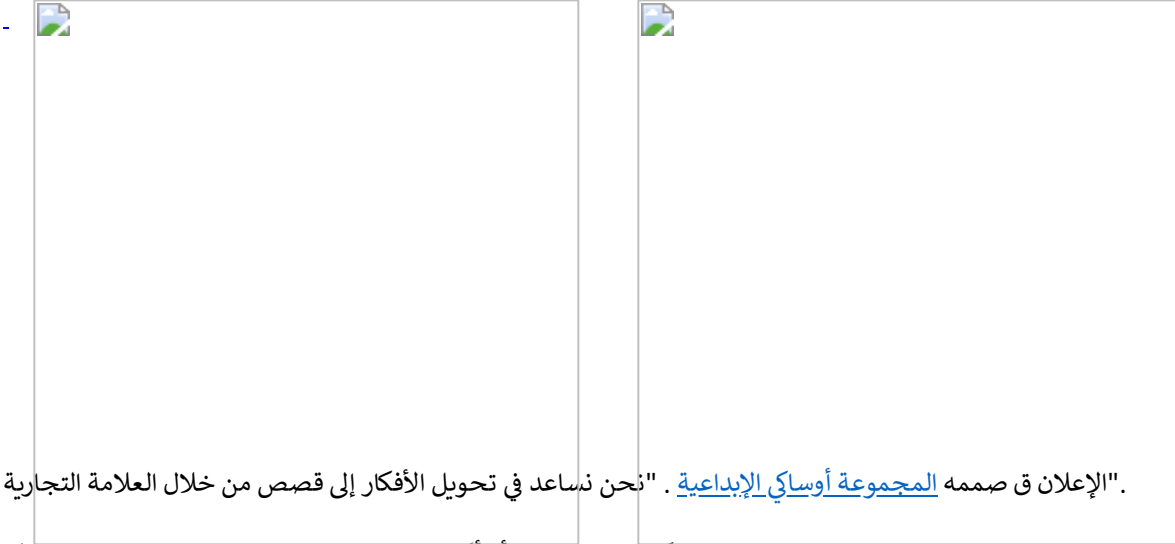 الإعلان ق صممه المجموعة أوساكي الإبداعية . "نحن نساعد في تحويل الأفكار إلى قصص من خلال العلامة التجارية".